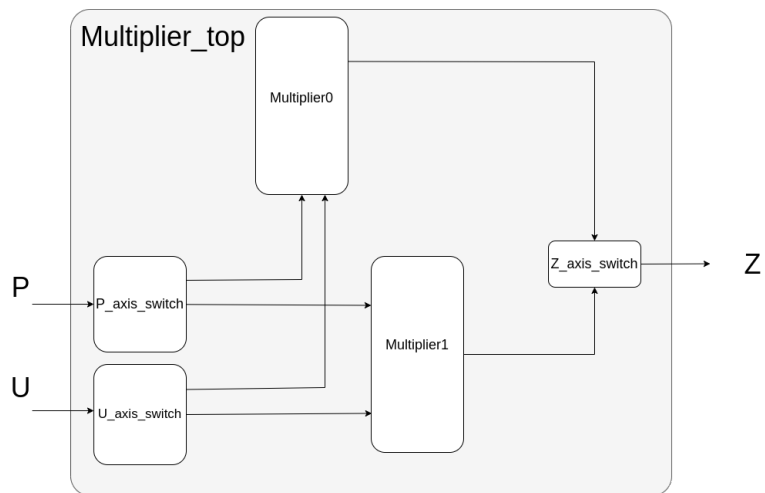 Multiplier_top
Multiplier0
P
P_axis_switch
U
U_axis_switch
Multiplier1
Z_axis_switch
Z